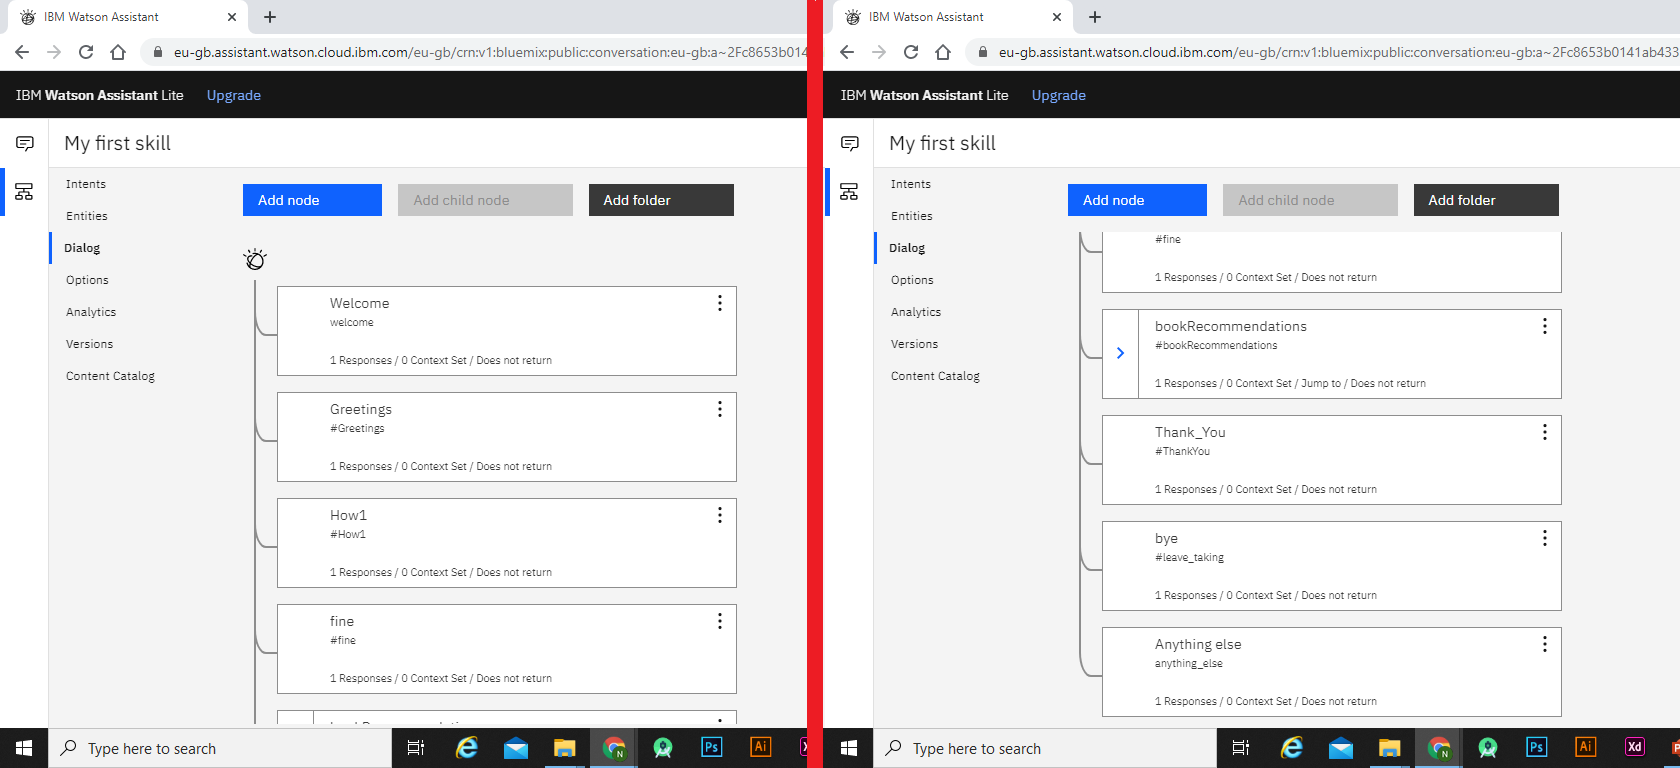 IBM Watson Assistant
eu-gb.assistant.watson.cloud.ibm.com/eu-gb/crn:v1:bluemix:public:conversation:eu-gb:a~2Fc8653b014
IBM Watson Assistant Lite Upgrade
My first skill
Intents
Entities
Dialog
Options
Analytics
Versions
Content Catalog
Add node Add child node Add folder
Welcome
welcome
1 Responses / 0 Context Set / Does not return
Greetings
#Greetings
1 Responses / 0 Context Set / Does not return
How1
#How1
1 Responses / 0 Context Set / Does not return
fine
#fine
1 Responses / 0 Context Set / Does not return
Type here to search
N
Ps
Ai
IBM Watson Assistant
eu-gb.assistant.watson.cloud.ibm.com/eu-gb/crn:v1:bluemix:public:conversation:eu-gb:a~2Fc8653b0141ab433
IBM Watson Assistant Lite Upgrade
My first skill
Intents
Entities
Dialog
Options
Analytics
Versions
Content Catalog
Add node Add child node Add folder
#fine
1 Responses / 0 Context Set / Does not return
bookRecommendations
#bookRecommendations
1 Responses / 0 Context Set / Jump to / Does not return
Thank_You
#ThankYou
1 Responses / 0 Context Set / Does not return
bye
#leave_taking
1 Responses / 0 Context Set / Does not return
Anything else
anything_else
1 Responses / 0 Context Set / Does not return
Type here to search
N
Ps
Ai
Xd